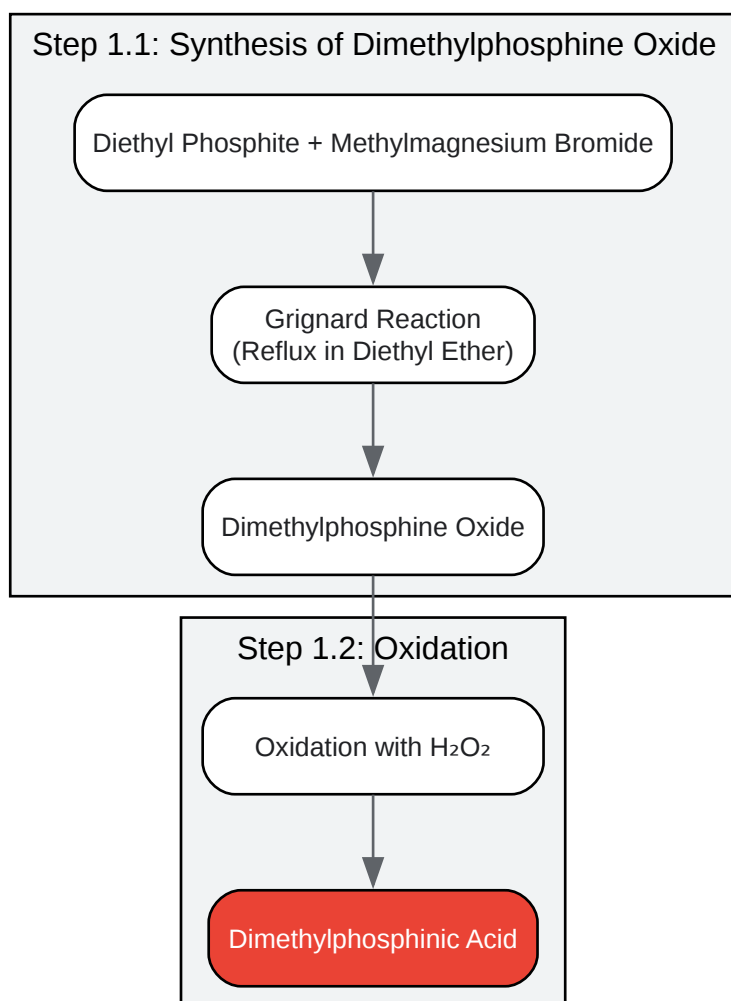 Step 1.1: Synthesis of Dimethylphosphine Oxide
Diethyl Phosphite + Methylmagnesium Bromide
Grignard Reaction
(Reflux in Diethyl Ether)
Dimethylphosphine Oxide
Step 1.2: Oxidation
Oxidation with H₂O₂
Dimethylphosphinic Acid